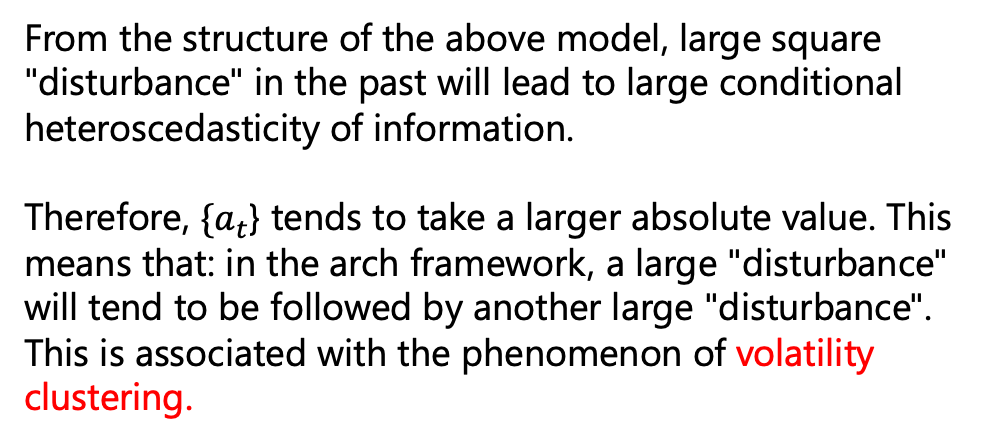 From the structure of the above model, large square
"disturbance" in the past will lead to large conditional
heteroscedasticity of information.
Therefore, {aₜ} tends to take a larger absolute value. This
means that: in the arch framework, a large "disturbance"
will tend to be followed by another large "disturbance".
This is associated with the phenomenon of volatility
clustering.